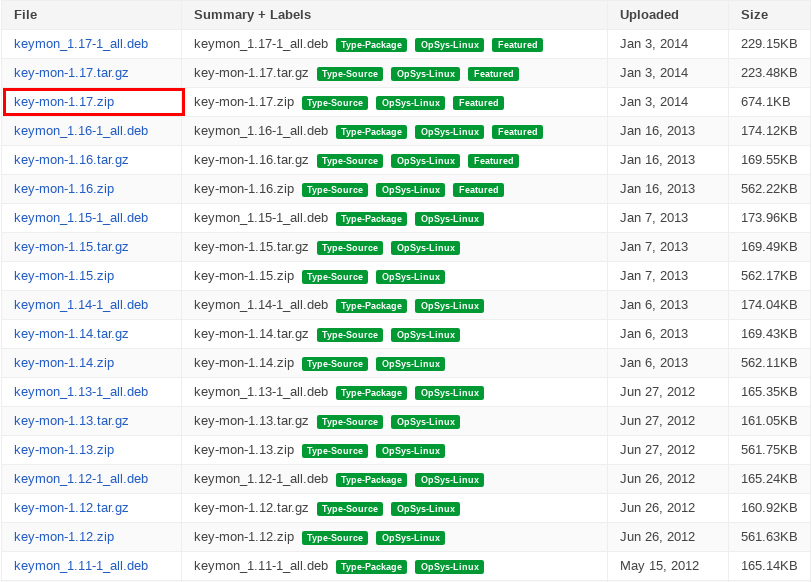 File Summary + Labels Uploaded Size
keymon_1.17-1_all.deb keymon_1.17-1_all.deb Type-Package OpSys-Linux Featured Jan 3, 2014 229.15KB
key-mon-1.17.tar.gz key-mon-1.17.tar.gz Type-Source OpSys-Linux Featured Jan 3, 2014 223.48KB
key-mon-1.17.zip key-mon-1.17.zip Type-Source OpSys-Linux Featured Jan 3, 2014 674.1KB
keymon_1.16-1_all.deb keymon_1.16-1_all.deb Type-Package OpSys-Linux Featured Jan 16, 2013 174.12KB
key-mon-1.16.tar.gz key-mon-1.16.tar.gz Type-Source OpSys-Linux Featured Jan 16, 2013 169.55KB
key-mon-1.16.zip key-mon-1.16.zip Type-Source OpSys-Linux Featured Jan 16, 2013 562.22KB
keymon_1.15-1_all.deb keymon_1.15-1_all.deb Type-Package OpSys-Linux Jan 7, 2013 173.96KB
key-mon-1.15.tar.gz key-mon-1.15.tar.gz Type-Source OpSys-Linux Jan 7, 2013 169.49KB
key-mon-1.15.zip key-mon-1.15.zip Type-Source OpSys-Linux Jan 7, 2013 562.17KB
keymon_1.14-1_all.deb keymon_1.14-1_all.deb Type-Package OpSys-Linux Jan 6, 2013 174.04KB
key-mon-1.14.tar.gz key-mon-1.14.tar.gz Type-Source OpSys-Linux Jan 6, 2013 169.43KB
key-mon-1.14.zip key-mon-1.14.zip Type-Source OpSys-Linux Jan 6, 2013 562.11KB
keymon_1.13-1_all.deb keymon_1.13-1_all.deb Type-Package OpSys-Linux Jun 27, 2012 165.35KB
key-mon-1.13.tar.gz key-mon-1.13.tar.gz Type-Source OpSys-Linux Jun 27, 2012 161.05KB
key-mon-1.13.zip key-mon-1.13.zip Type-Source OpSys-Linux Jun 27, 2012 561.75KB
keymon_1.12-1_all.deb keymon_1.12-1_all.deb Type-Package OpSys-Linux Jun 26, 2012 165.24KB
key-mon-1.12.tar.gz key-mon-1.12.tar.gz Type-Source OpSys-Linux Jun 26, 2012 160.92KB
key-mon-1.12.zip key-mon-1.12.zip Type-Source OpSys-Linux Jun 26, 2012 561.63KB
keymon_1.11-1_all.deb keymon_1.11-1_all.deb Type-Package OpSys-Linux May 15, 2012 165.14KB